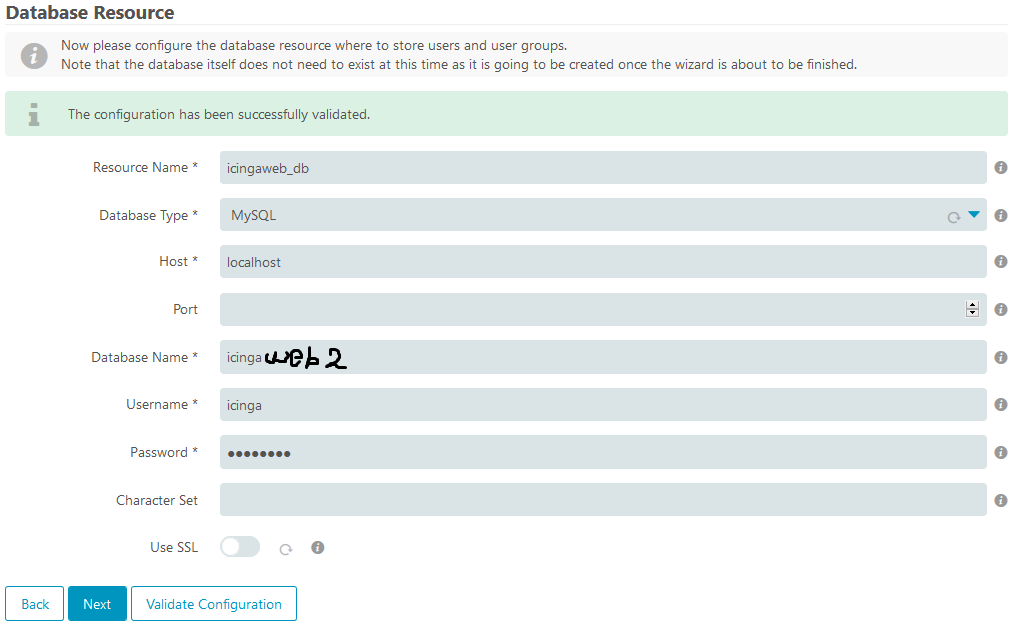 Database Resource
Now please configure the database resource where to store users and user groups.
Note that the database itself does not need to exist at this time as it is going to be created once the wizard is about to be finished.
The configuration has been successfully validated.
Resource Name * icingaweb_db
Database Type * MySQL
Host * localhost
Port
Database Name * icinga web2
Username * icinga
Password * ●●●●●●●●
Character Set
Use SSL
Back Next Validate Configuration